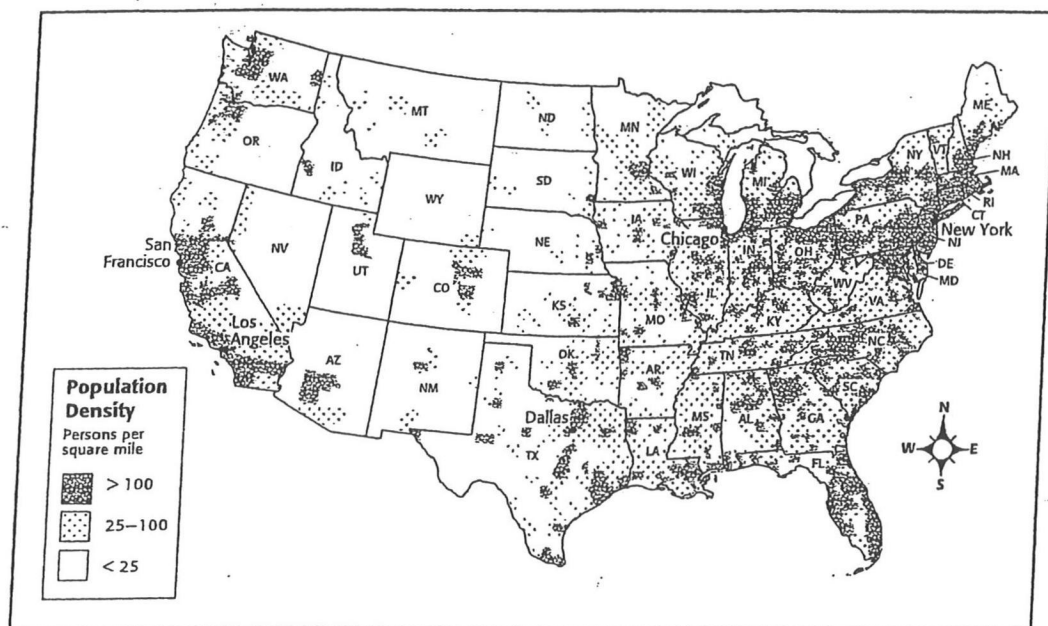 WA
MT
ND
MN
ME
OR
ID
SD
WI
MI
NY
VT
NH
MA
RI
CT
WY
IA
Chicago
PA
New York
NJ
NE
San
Francisco
NV
UT
CO
CA
IL
IN
OH
WV
DE
MD
VA
KS
MO
KY
Los
Angeles
AZ
NM
OK
AR
TN
NC
SC
Dallas
TX
LA
MS
AL
GA
FL
Population
Density
Persons per
square mile
> 100
25–100
< 25
N
W
E
S